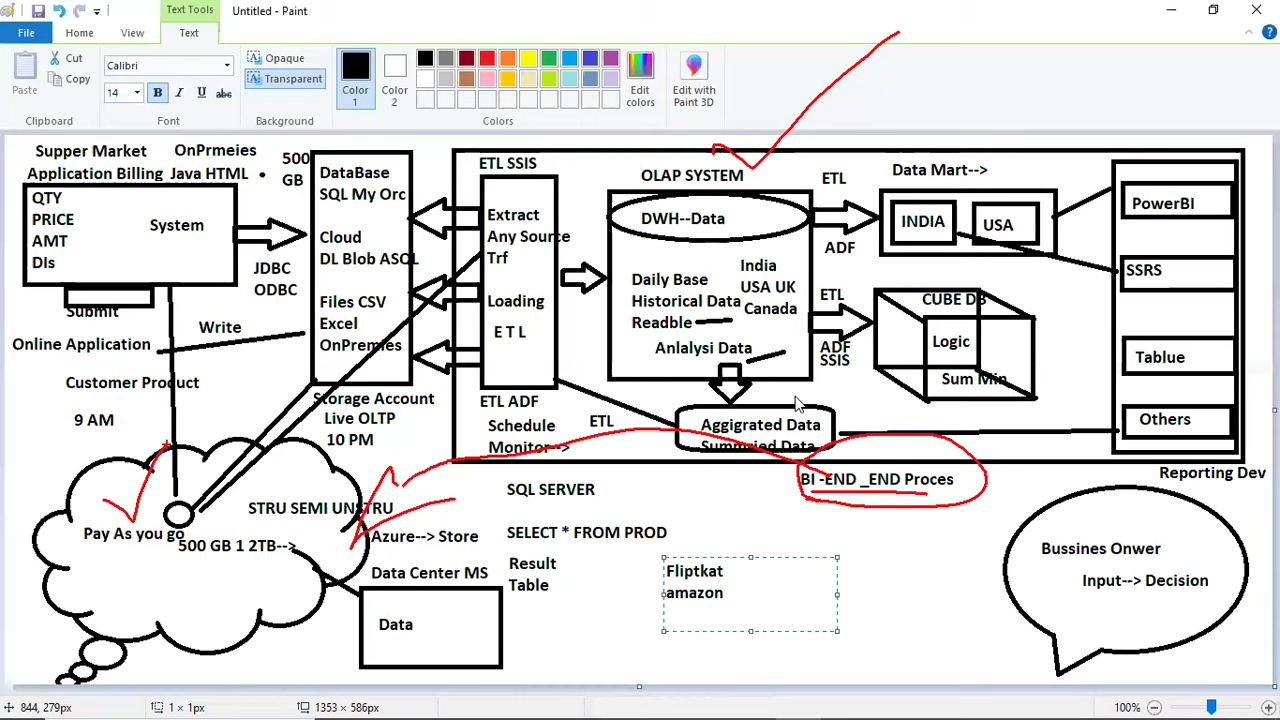 Text Tools
Untitled - Paint
File
Home
View
Text
Paste
Cut
Copy
Clipboard
Calibri
14
B I U abc
Font
Opaque
Transparent
Background
Color 1
Color 2
Colors
Edit colors
Edit with Paint 3D
Supper Market
OnPrmeies
Application Billing
Java HTML
500 GB
QTY
PRICE
AMT
DIs
System
Submit
JDBC
ODBC
Write
Online Application
Customer Product
9 AM
DataBase
SQL My Orc
Cloud
DL Blob ASQL
Files CSV
Excel
OnPremies
Storage Account
Live OLTP
10 PM
ETL SSIS
Extract
Any Source
Trf
Loading
E T L
ETL ADF
Schedule
Monitor-->
ETL
OLAP SYSTEM
DWH--Data
Daily Base
Historical Data
Readble
India
USA UK
Canada
Anlalysi Data
Aggigrated Data
Summried Data
ETL
ADF
ETL
ADF
SSIS
Data Mart-->
INDIA
USA
CUBE DB
Logic
Sum Min
PowerBI
SSRS
Tablue
Others
Reporting Dev
BI -END _END Proces
STRU SEMI UNSTRU
Pay As you go
500 GB 1 2TB-->
Azure--> Store
Data Center MS
Data
SQL SERVER
SELECT * FROM PROD
Result
Table
Fliptkat
amazon
Bussines Onwer
Input--> Decision
844, 279px
1 × 1px
1353 × 586px
100%